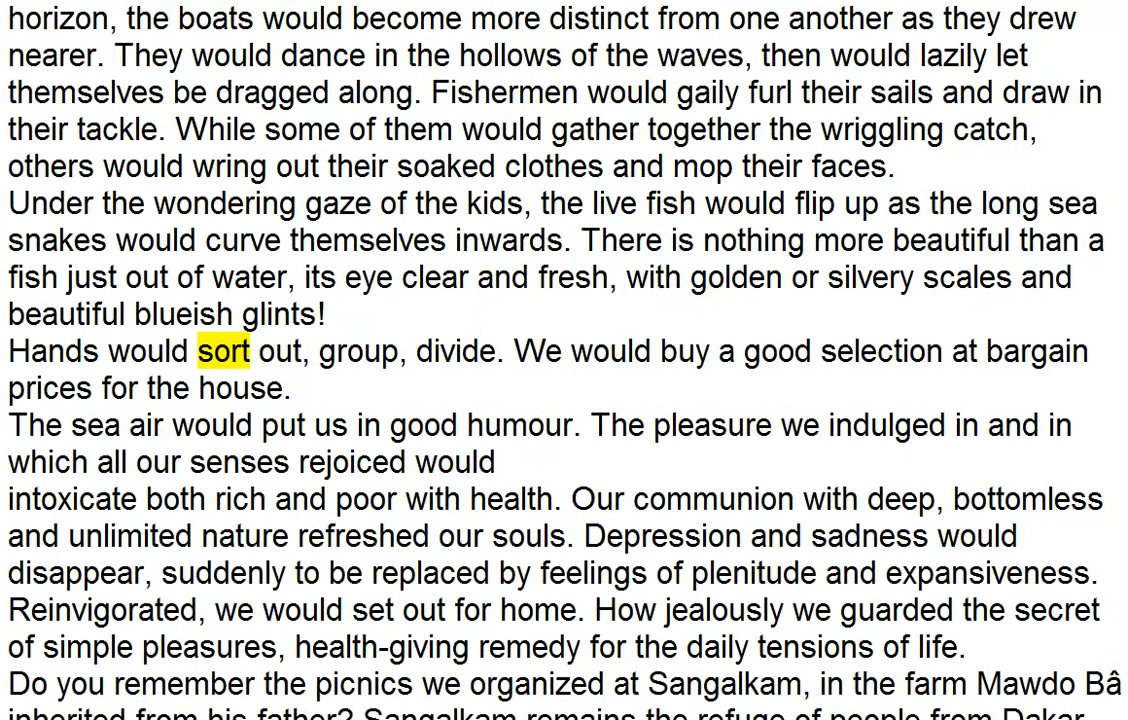 horizon, the boats would become more distinct from one another as they drew
nearer. They would dance in the hollows of the waves, then would lazily let
themselves be dragged along. Fishermen would gaily furl their sails and draw in
their tackle. While some of them would gather together the wriggling catch,
others would wring out their soaked clothes and mop their faces.
Under the wondering gaze of the kids, the live fish would flip up as the long sea
snakes would curve themselves inwards. There is nothing more beautiful than a
fish just out of water, its eye clear and fresh, with golden or silvery scales and
beautiful blueish glints!
Hands would sort out, group, divide. We would buy a good selection at bargain
prices for the house.
The sea air would put us in good humour. The pleasure we indulged in and in
which all our senses rejoiced would
intoxicate both rich and poor with health. Our communion with deep, bottomless
and unlimited nature refreshed our souls. Depression and sadness would
disappear, suddenly to be replaced by feelings of plenitude and expansiveness.
Reinvigorated, we would set out for home. How jealously we guarded the secret
of simple pleasures, health-giving remedy for the daily tensions of life.
Do you remember the picnics we organized at Sangalkam, in the farm Mawdo Bâ
inherited from his father? Sangalkam remains the refuge of people from Dakar,